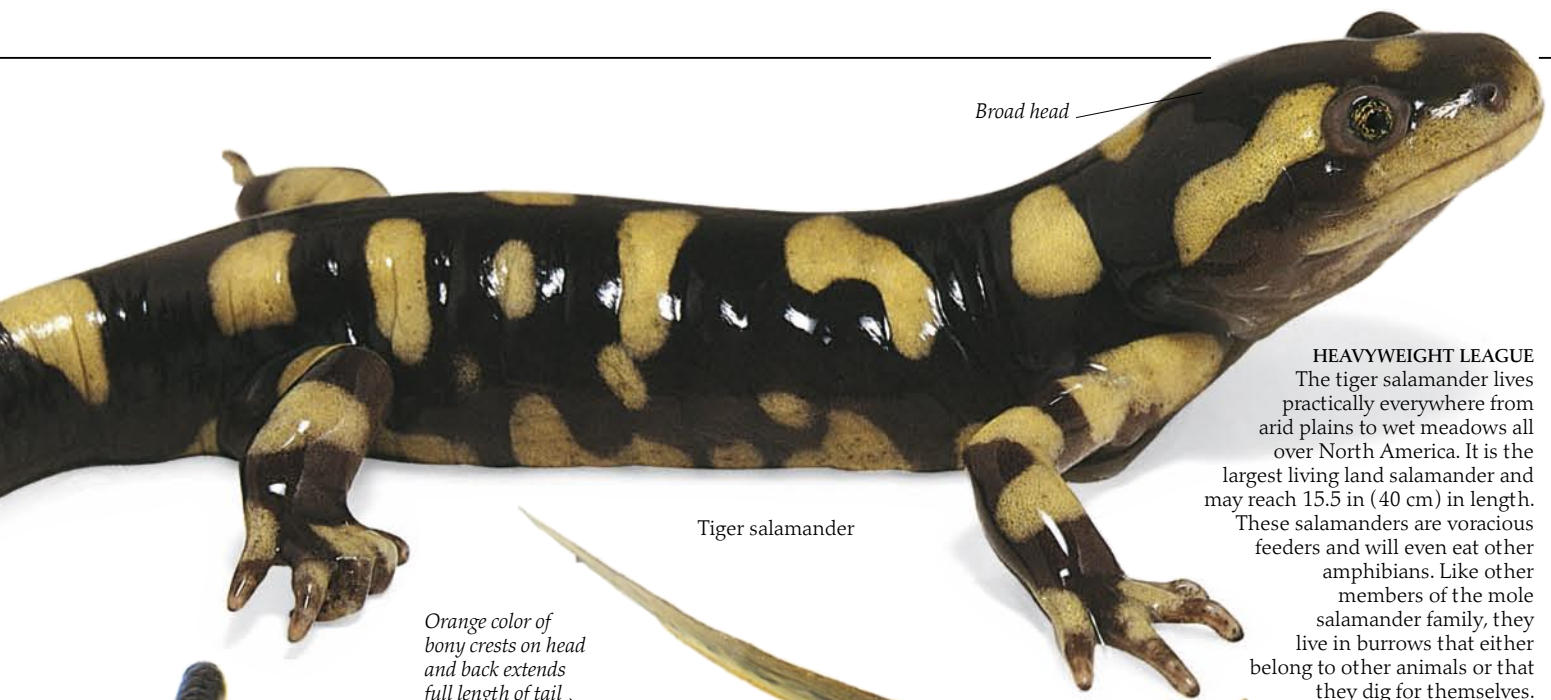 Broad head
HEAVYWEIGHT LEAGUE
The tiger salamander lives
practically everywhere from
arid plains to wet meadows all
over North America. It is the
largest living land salamander and
may reach 15.5 in (40 cm) in length.
These salamanders are voracious
feeders and will even eat other
amphibians. Like other
members of the mole
salamander family, they
live in burrows that either
belong to other animals or that
they dig for themselves.
Tiger salamander
Orange color of
bony crests on head
and back extends
full length of tail